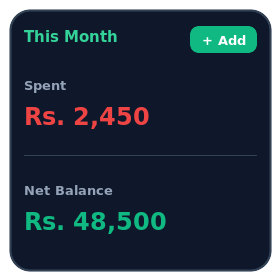 This Month
+ Add
Spent
Rs. 2,450
Net Balance
Rs. 48,500